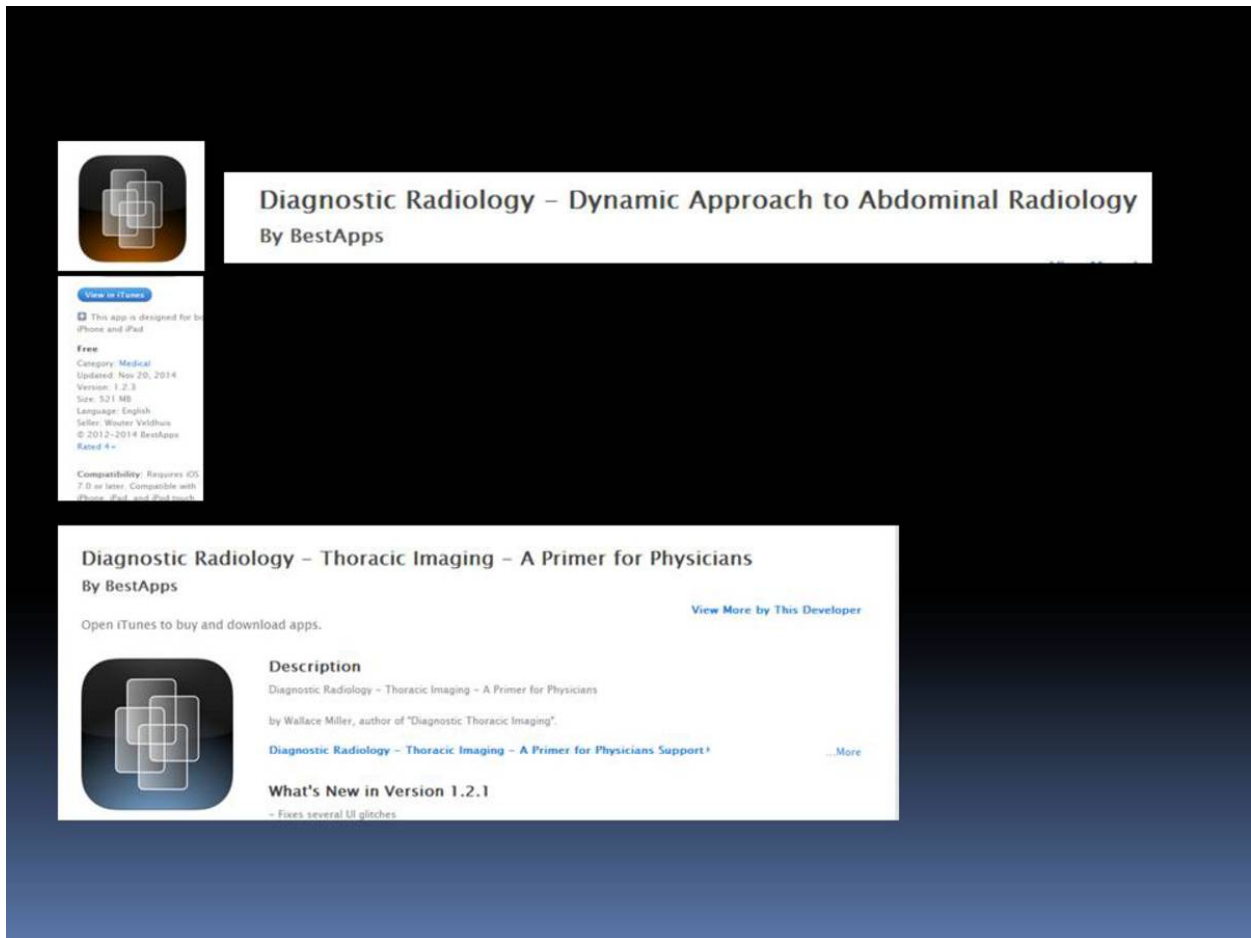 Diagnostic Radiology – Dynamic Approach to Abdominal Radiology
By BestApps
View in iTunes
This app is designed for
iPhone and iPad
Free
Category: Medical
Updated: Nov 20, 2014
Version: 1.2.3
Size: 521 MB
Language: English
Seller: Wouter Veldhuis
© 2012–2014 BestApps
Rated 4+
Compatibility: Requires iOS
7.0 or later. Compatible with
iPhone, iPad, and iPod touch
Diagnostic Radiology – Thoracic Imaging – A Primer for Physicians
By BestApps
View More by This Developer
Open iTunes to buy and download apps.
Description
Diagnostic Radiology – Thoracic Imaging – A Primer for Physicians
by Wallace Miller, author of "Diagnostic Thoracic Imaging".
Diagnostic Radiology – Thoracic Imaging – A Primer for Physicians Support
...More
What's New in Version 1.2.1
– Fixes several UI glitches